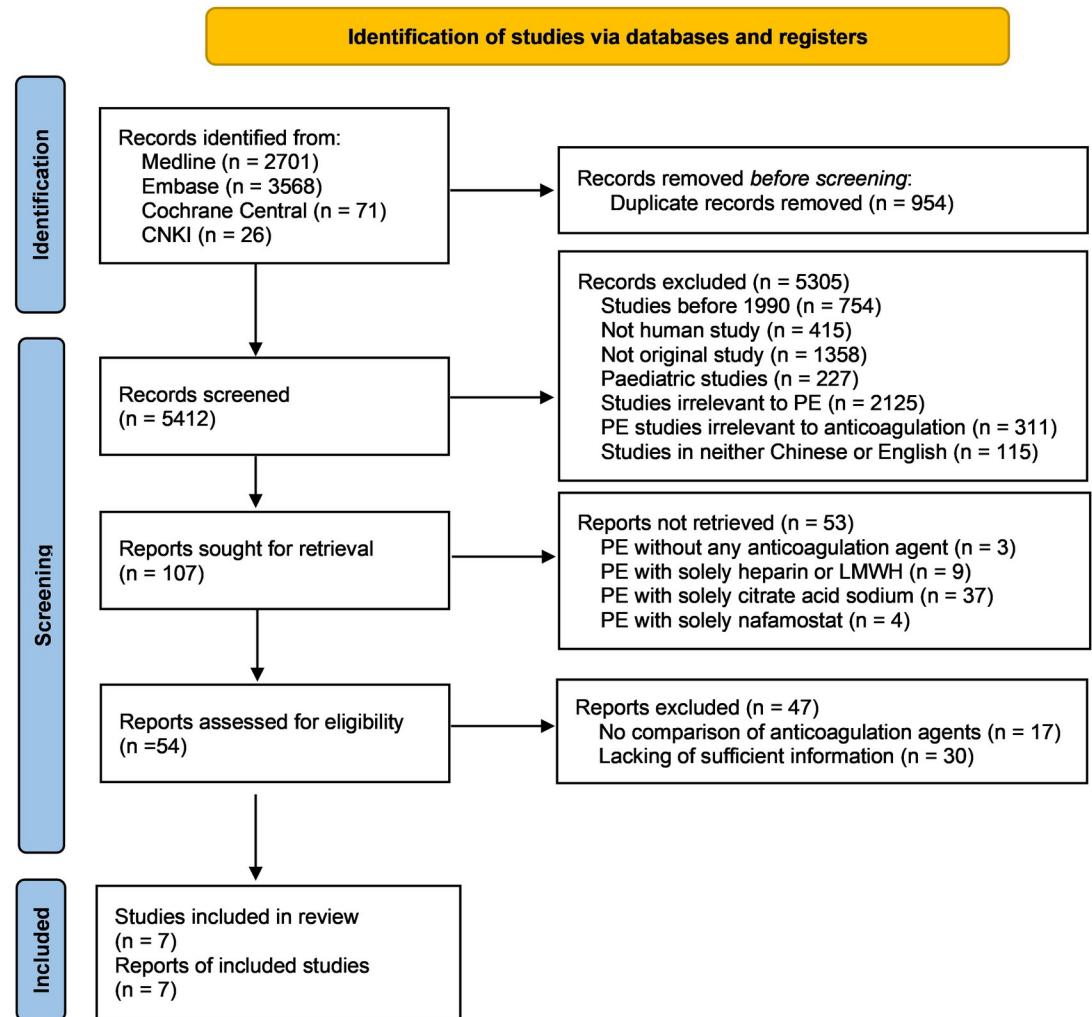 Identification of studies via databases and registers
Identification
Records identified from:
Medline (n = 2701)
Embase (n = 3568)
Cochrane Central (n = 71)
CNKI (n = 26)
Records removed before screening:
Duplicate records removed (n = 954)
Screening
Records screened
(n = 5412)
Records excluded (n = 5305)
Studies before 1990 (n = 754)
Not human study (n = 415)
Not original study (n = 1358)
Paediatric studies (n = 227)
Studies irrelevant to PE (n = 2125)
PE studies irrelevant to anticoagulation (n = 311)
Studies in neither Chinese or English (n = 115)
Reports sought for retrieval
(n = 107)
Reports not retrieved (n = 53)
PE without any anticoagulation agent (n = 3)
PE with solely heparin or LMWH (n = 9)
PE with solely citrate acid sodium (n = 37)
PE with solely nafamostat (n = 4)
Reports assessed for eligibility
(n =54)
Reports excluded (n = 47)
No comparison of anticoagulation agents (n = 17)
Lacking of sufficient information (n = 30)
Included
Studies included in review
(n = 7)
Reports of included studies
(n = 7)